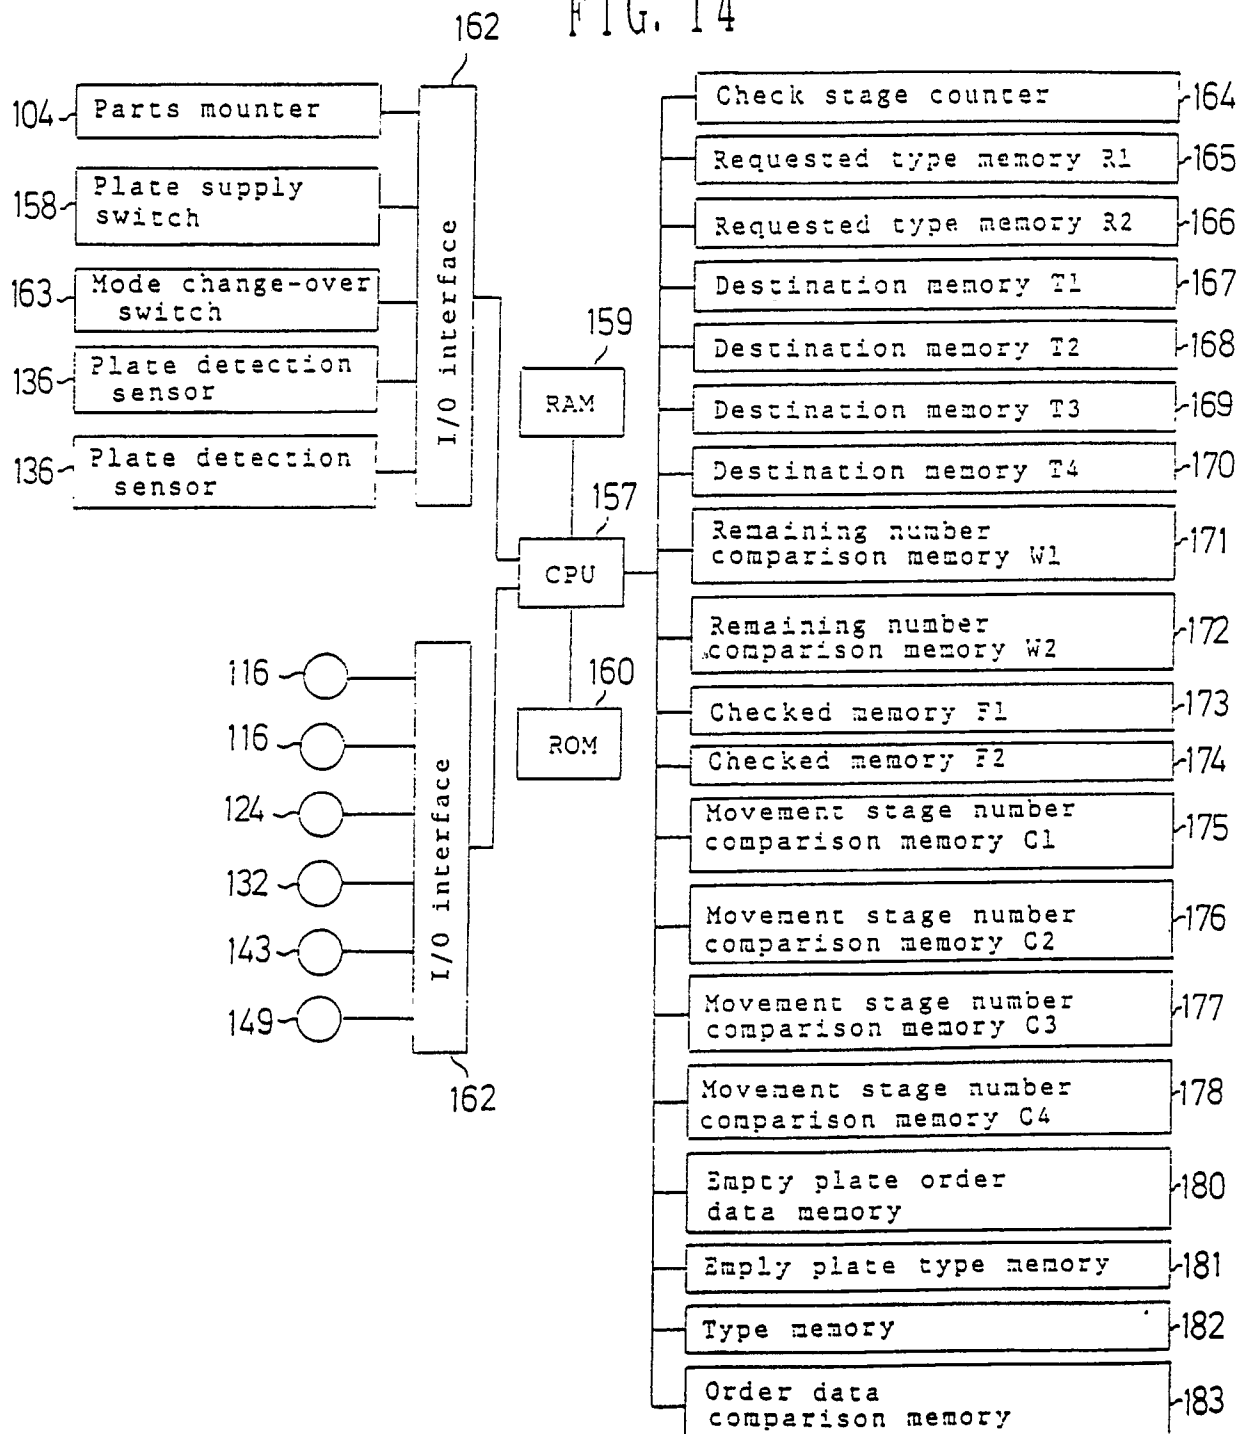 FIG. 14
162
104
Parts mounter
158
Plate supply
switch
163
Mode change-over
switch
136
Plate detection
sensor
136
Plate detection
sensor
I/O interface
159
RAM
157
CPU
160
ROM
116
116
124
132
143
149
I/O interface
162
Check stage counter
164
Requested type memory R1
165
Requested type memory R2
166
Destination memory T1
167
Destination memory T2
168
Destination memory T3
169
Destination memory T4
170
Remaining number
comparison memory W1
171
Remaining number
comparison memory W2
172
Checked memory F1
173
Checked memory F2
174
Movement stage number
comparison memory C1
175
Movement stage number
comparison memory C2
176
Movement stage number
comparison memory C3
177
Movement stage number
comparison memory C4
178
Empty plate order
data memory
180
Emply plate type memory
181
Type memory
182
Order data
comparison memory
183